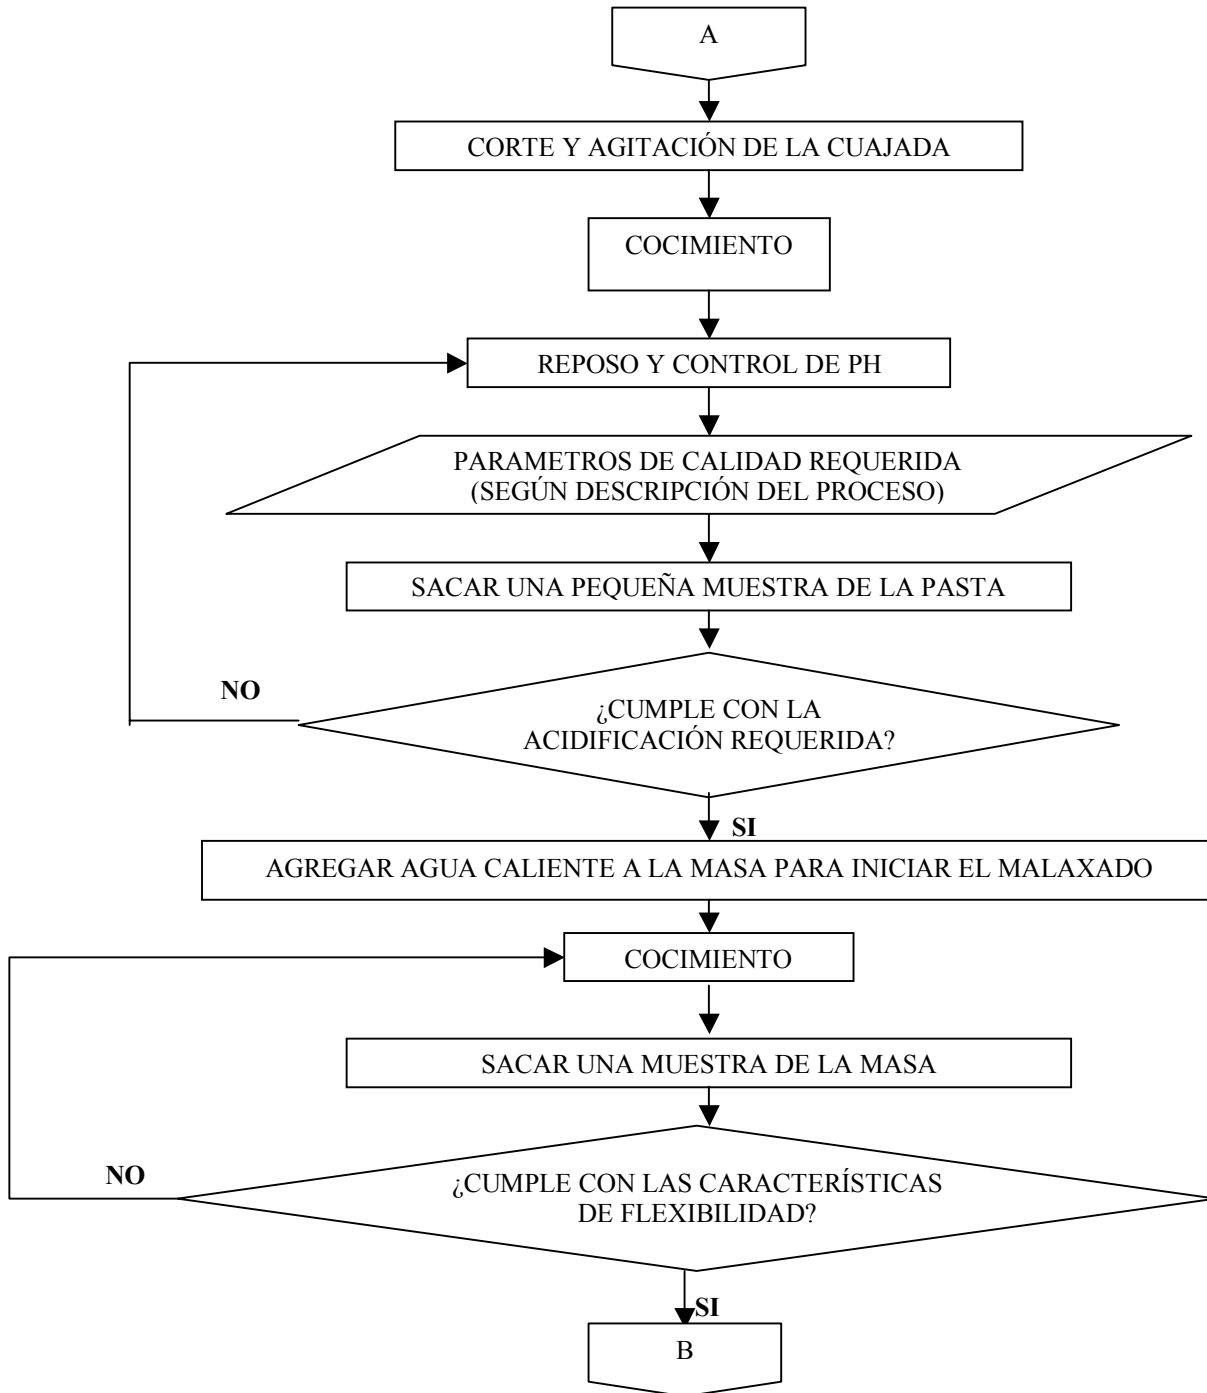 A
CORTE Y AGITACIÓN DE LA CUAJADA
COCIMIENTO
REPOSO Y CONTROL DE PH
PARAMETROS DE CALIDAD REQUERIDA
(SEGÚN DESCRIPCIÓN DEL PROCESO)
SACAR UNA PEQUEÑA MUESTRA DE LA PASTA
NO
¿CUMPLE CON LA
ACIDIFICACIÓN REQUERIDA?
SI
AGREGAR AGUA CALIENTE A LA MASA PARA INICIAR EL MALAXADO
COCIMIENTO
SACAR UNA MUESTRA DE LA MASA
NO
¿CUMPLE CON LAS CARACTERÍSTICAS
DE FLEXIBILIDAD?
SI
B